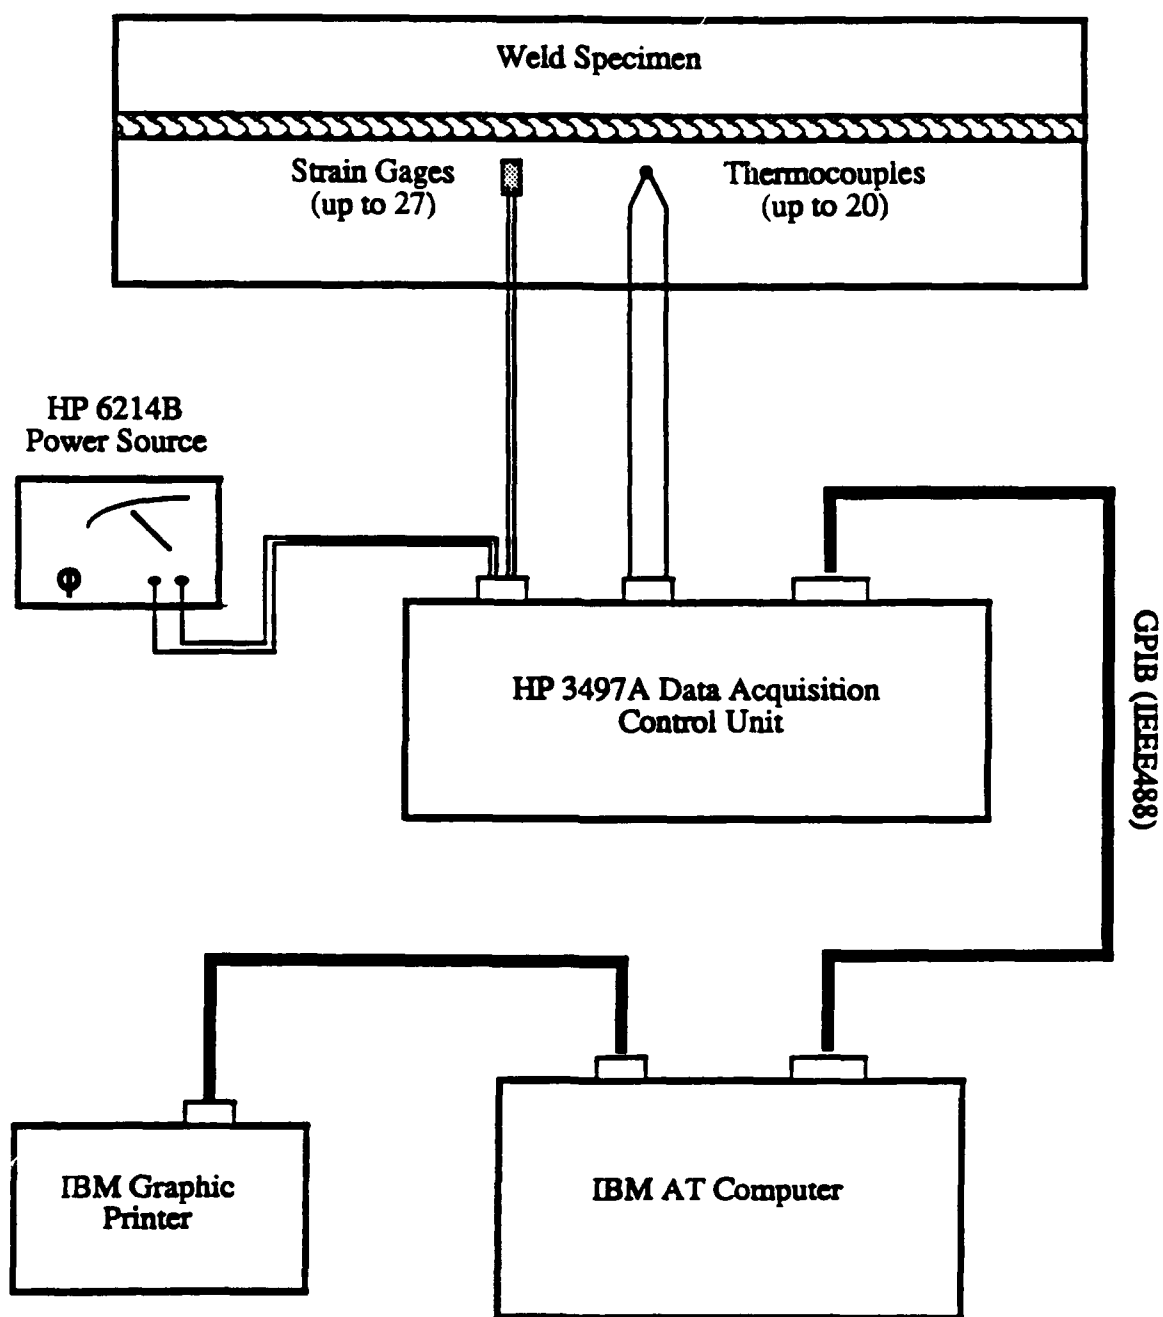 Weld Specimen
Strain Gages
(up to 27)
Thermocouples
(up to 20)
HP 6214B
Power Source
HP 3497A Data Acquisition
Control Unit
GPIB (IEEE488)
IBM Graphic
Printer
IBM AT Computer